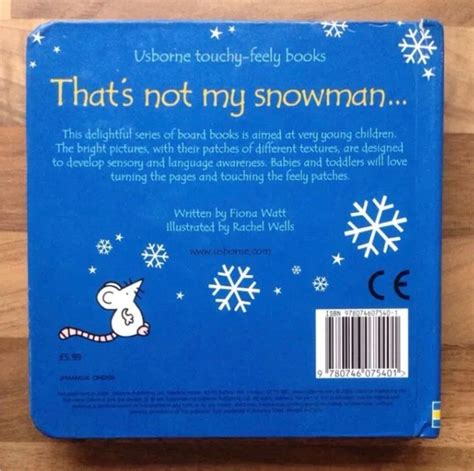 Usborne touchy-feely books
That's not my snowman...
This delightful series of board books is aimed at very young children.
The bright pictures, with their patches of different textures, are designed
to develop sensory and language awareness. Babies and toddlers will love
turning the pages and touching the feely patches.
Written by Fiona Watt
Illustrated by Rachel Wells
www.usborne.com
CE
ISBN 9780746075401
£5.99
9 780746 075401 >